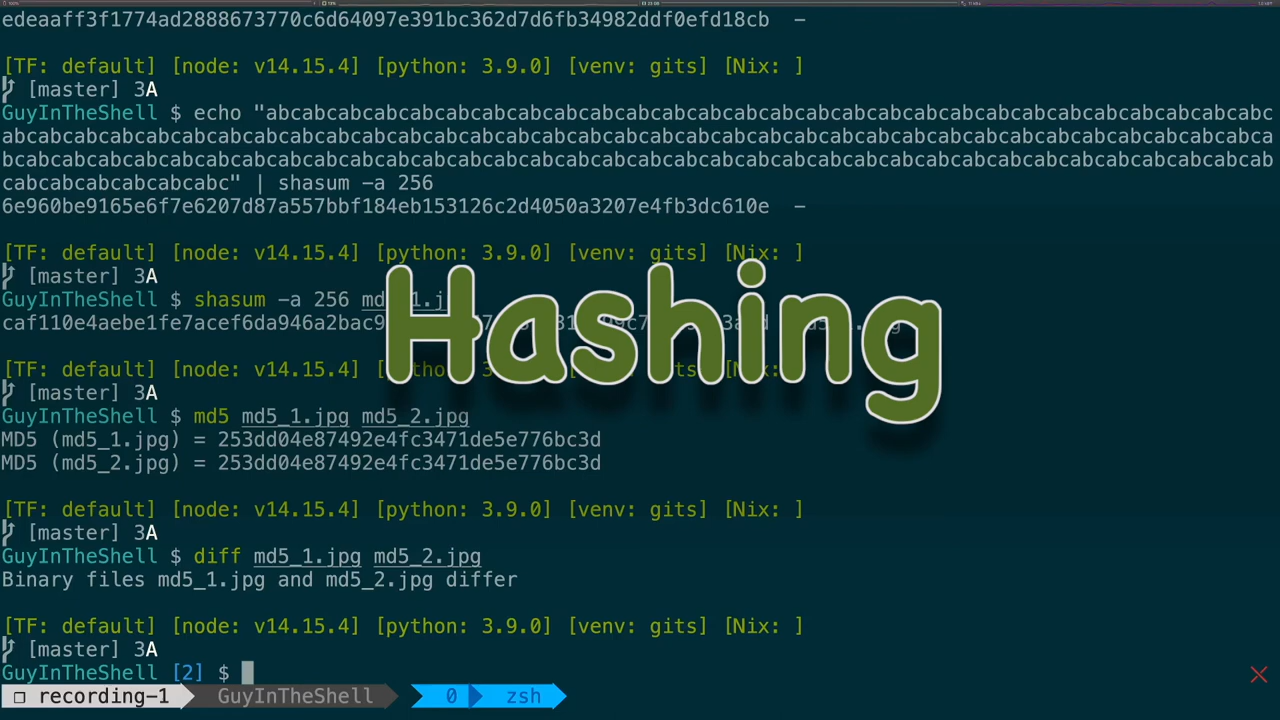 edeaaff3f1774ad2888673770c6d64097e391bc362d7d6fb34982ddf0efd18cb  -
[TF: default] [node: v14.15.4] [python: 3.9.0] [venv: gits] [Nix: ]
[master] 3A
GuyInTheShell $ echo "abcabcabcabcabcabcabcabcabcabcabcabcabcabcabcabcabcabcabcabcabcabcabcabcabcabcabcabc
abcabcabcabcabcabcabcabcabcabcabcabcabcabcabcabcabcabcabcabcabcabcabcabcabcabcabcabcabcabcabcabcabcabcabcab
cabcabcabcabcabcabcabcabcabcabcabcabcabcabcabcabcabcabcabcabcabcabcabcabcabcabcabcabcabcabcabcabcabcabcabcab
cabcabcabcabcabcabc" | shasum -a 256
6e960be9165e6f7e6207d87a557bbf184eb153126c2d4050a3207e4fb3dc610e  -
[TF: default] [node: v14.15.4] [python: 3.9.0] [venv: gits] [Nix: ]
[master] 3A
GuyInTheShell $ shasum -a 256
Hashing
[TF: default] [node: v14.15.4]
[master] 3A
GuyInTheShell $ md5 md5_1.jpg md5_2.jpg
MD5 (md5_1.jpg) = 253dd04e87492e4fc3471de5e776bc3d
MD5 (md5_2.jpg) = 253dd04e87492e4fc3471de5e776bc3d
[TF: default] [node: v14.15.4] [python: 3.9.0] [venv: gits] [Nix: ]
[master] 3A
GuyInTheShell $ diff md5_1.jpg md5_2.jpg
Binary files md5_1.jpg and md5_2.jpg differ
[TF: default] [node: v14.15.4] [python: 3.9.0] [venv: gits] [Nix: ]
[master] 3A
GuyInTheShell [2] $
recording-1 GuyInTheShell 0 zsh